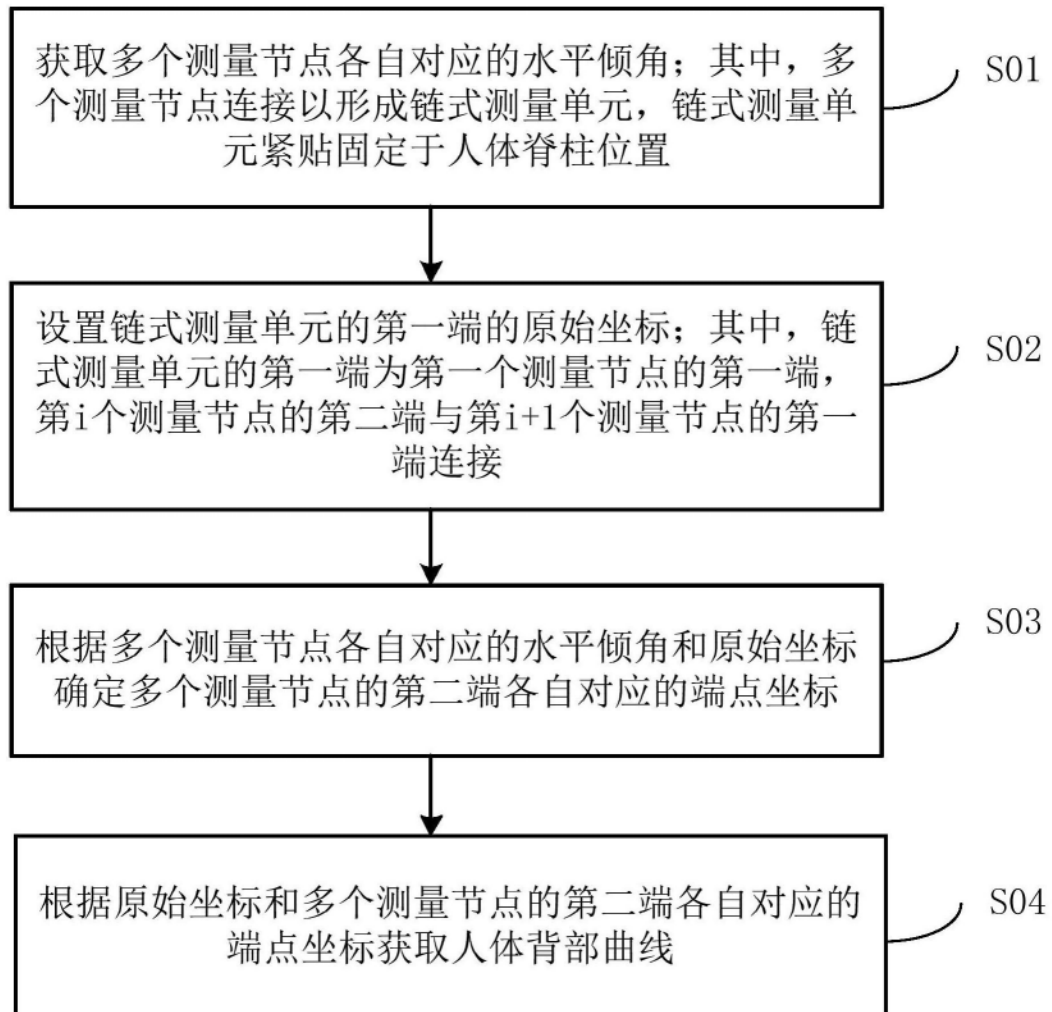 获取多个测量节点各自对应的水平倾角；其中，多
个测量节点连接以形成链式测量单元，链式测量单
元紧贴固定于人体脊柱位置
S01
设置链式测量单元的第一端的原始坐标；其中，链
式测量单元的第一端为第一个测量节点的第一端，
第i个测量节点的第二端与第i+1个测量节点的第一
端连接
S02
根据多个测量节点各自对应的水平倾角和原始坐标
确定多个测量节点的第二端各自对应的端点坐标
S03
根据原始坐标和多个测量节点的第二端各自对应的
端点坐标获取人体背部曲线
S04